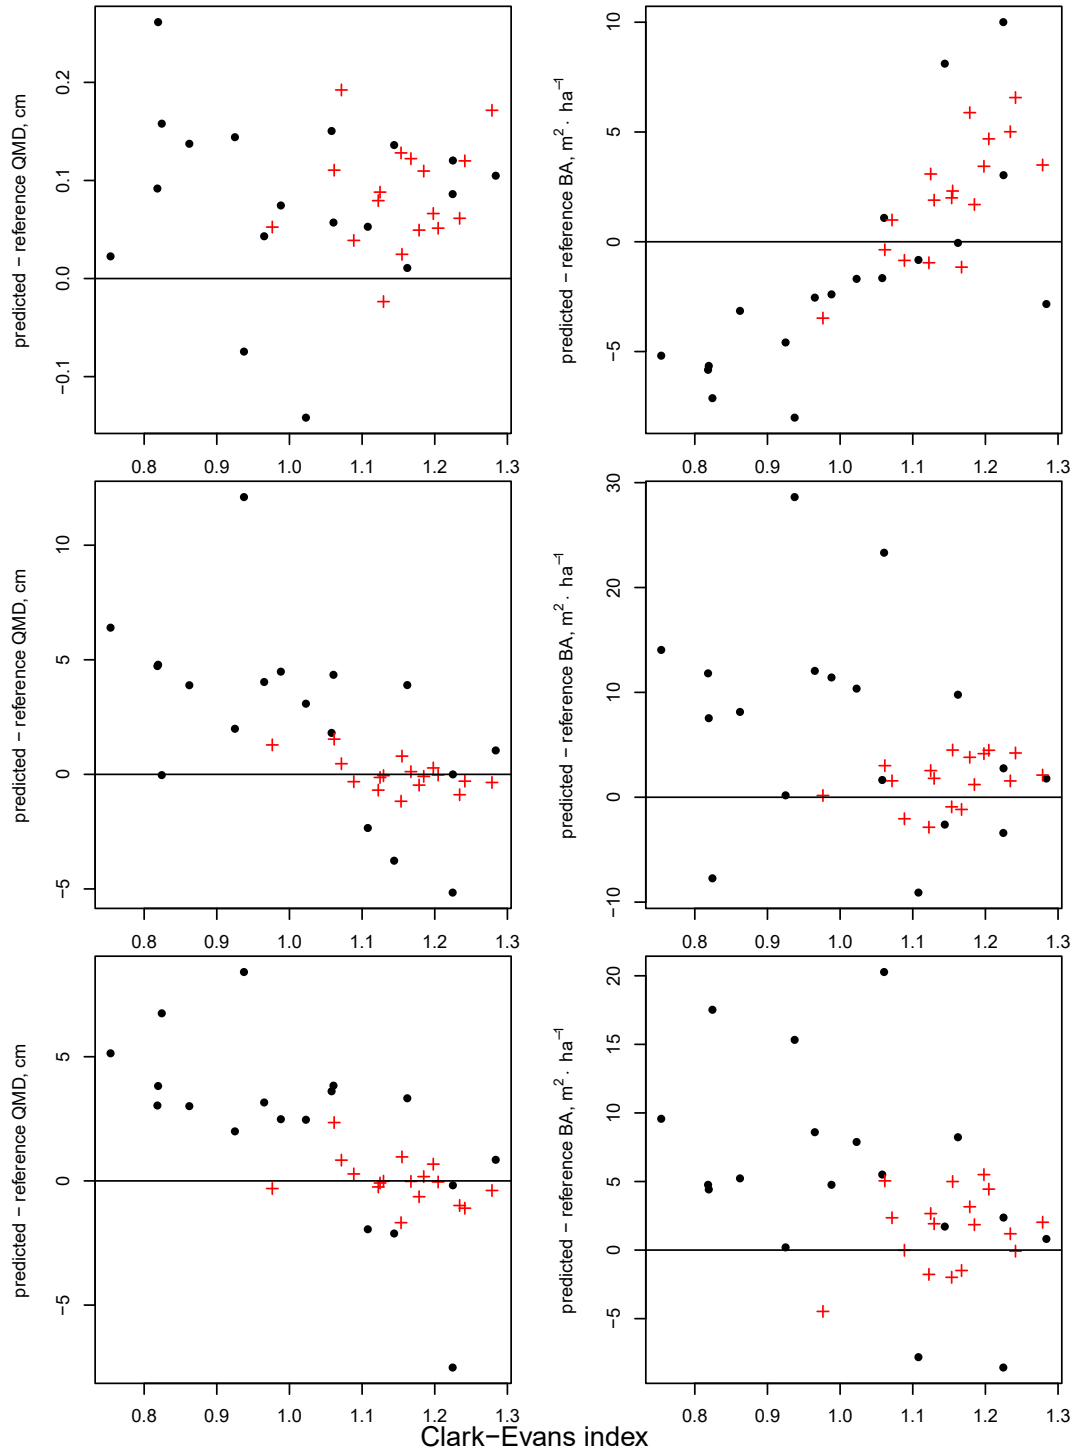 predicted − reference QMD, cm
−0.1 0.0 0.1 0.2
0.8 0.9 1.0 1.1 1.2 1.3
predicted − reference BA, m² · ha⁻¹
−5 0 5 10
0.8 0.9 1.0 1.1 1.2 1.3
predicted − reference QMD, cm
−5 0 5 10
0.8 0.9 1.0 1.1 1.2 1.3
predicted − reference BA, m² · ha⁻¹
−10 0 10 20 30
0.8 0.9 1.0 1.1 1.2 1.3
predicted − reference QMD, cm
−5 0 5
0.8 0.9 1.0 1.1 1.2 1.3
predicted − reference BA, m² · ha⁻¹
−5 0 5 10 15 20
0.8 0.9 1.0 1.1 1.2 1.3
Clark−Evans index